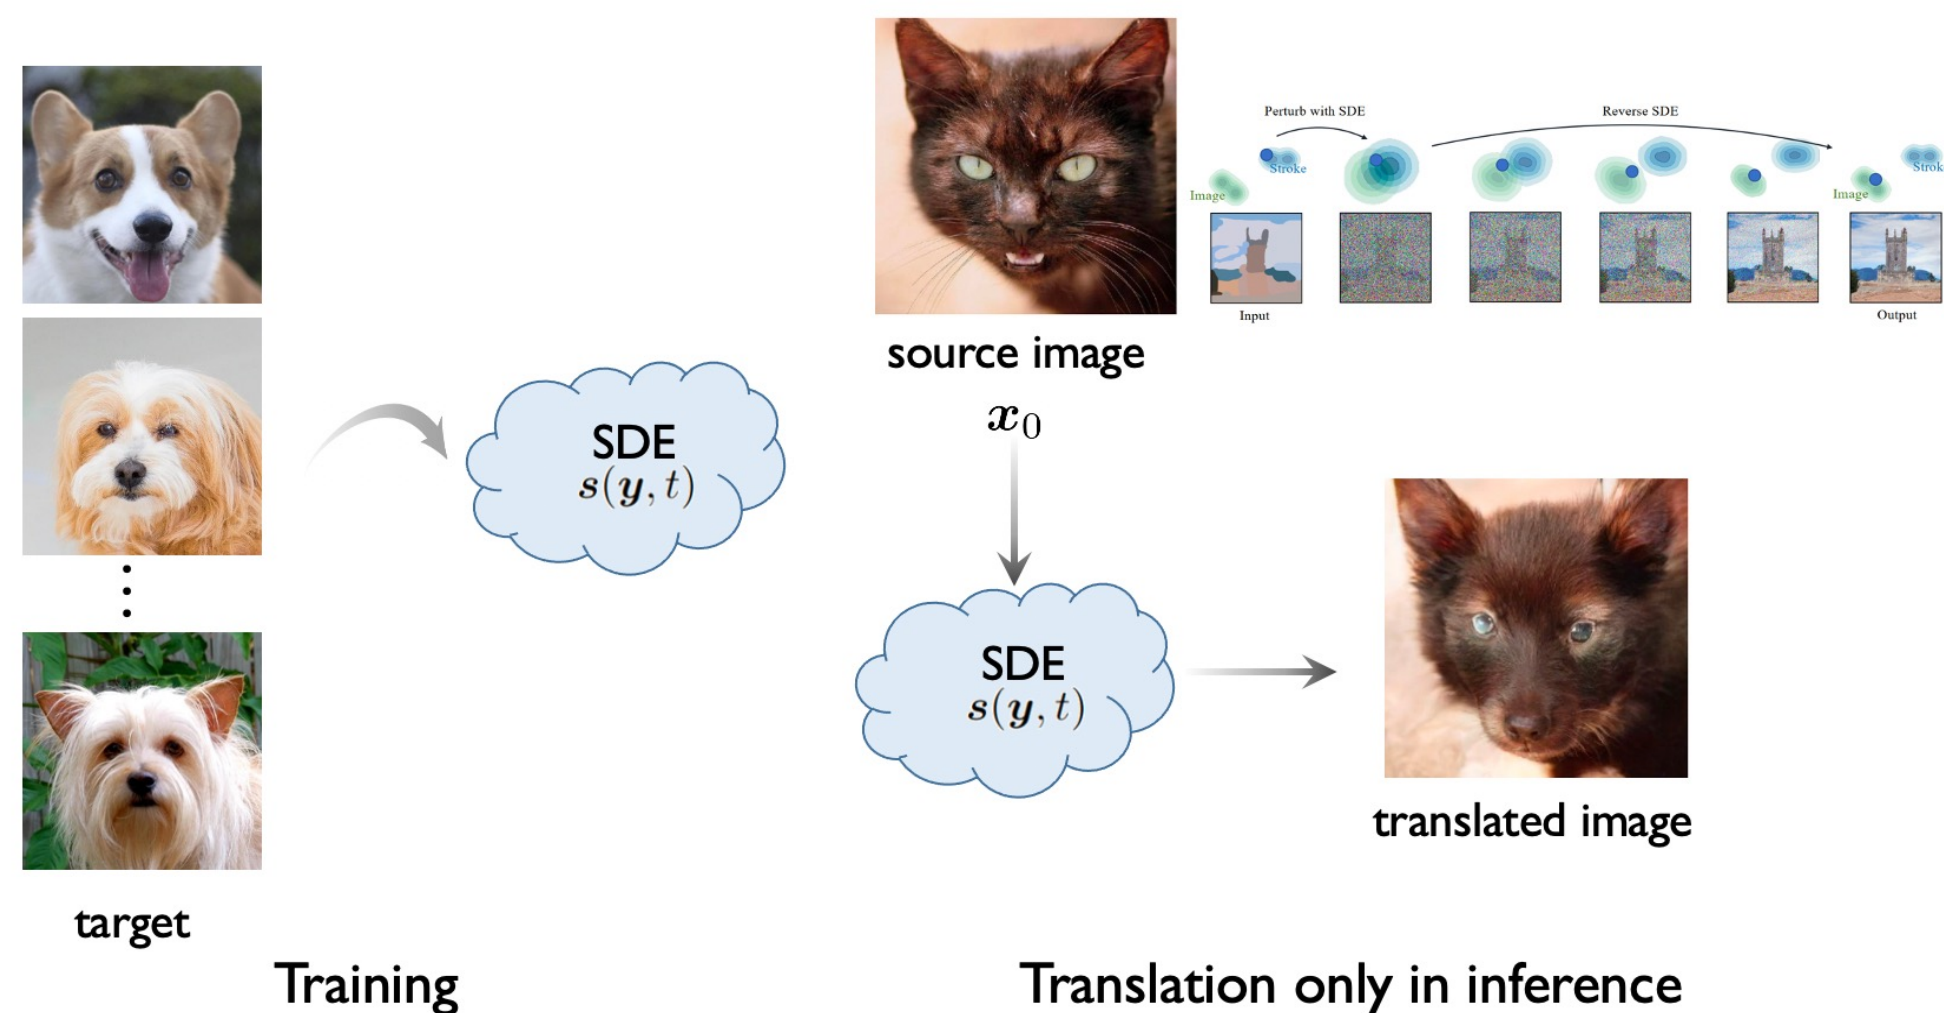 target
Training
SDE
s(y, t)
source image
x₀
Perturb with SDE
Reverse SDE
Stroke
Image
Image
Strok
Input
Output
SDE
s(y, t)
translated image
Translation only in inference